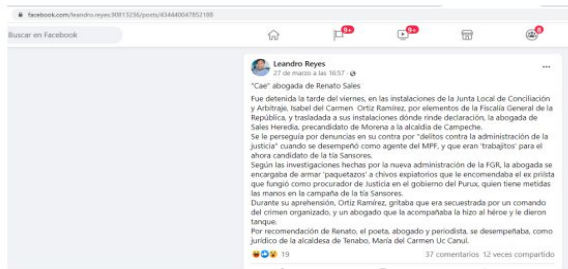 facebook.com/leandro.reyes.90813236/posts/434440647852188
Buscar en Facebook
9+
9+
8
Leandro Reyes
27 de marzo a las 16:57 ·
"Cae" abogada de Renato Sales
Fue detenida la tarde del viernes, en las instalaciones de la Junta Local de Conciliación
y Arbitraje, Isabel del Carmen Ortiz Ramírez, por elementos de la Fiscalía General de la
República, y trasladada a sus instalaciones dónde rinde declaración, la abogada de
Sales Heredia, precandidato de Morena a la alcaldía de Campeche.
Se le perseguía por denuncias en su contra por "delitos contra la administración de la
justicia" cuando se desempeñó como agente del MPF, y que eran 'trabajitos' para el
ahora candidato de la tía Sansores.
Según las investigaciones hechas por la nueva administración de la FGR, la abogada se
encargaba de armar 'paquetazos' a chivos expiatorios que le encomendaba el ex priísta
que fungió como procurador de Justicia en el gobierno del Purux, quien tiene metidas
las manos en la campaña de la tía Sansores.
Durante su aprehensión, Ortiz Ramírez, gritaba que era secuestrada por un comando
del crimen organizado, y un abogado que la acompañaba la hizo al héroe y le dieron
tanque.
Por recomendación de Renato, el poeta, abogado y periodista, se desempeñaba, como
jurídico de la alcaldesa de Tenabo, María del Carmen Uc Canul.
19
37 comentarios 12 veces compartido